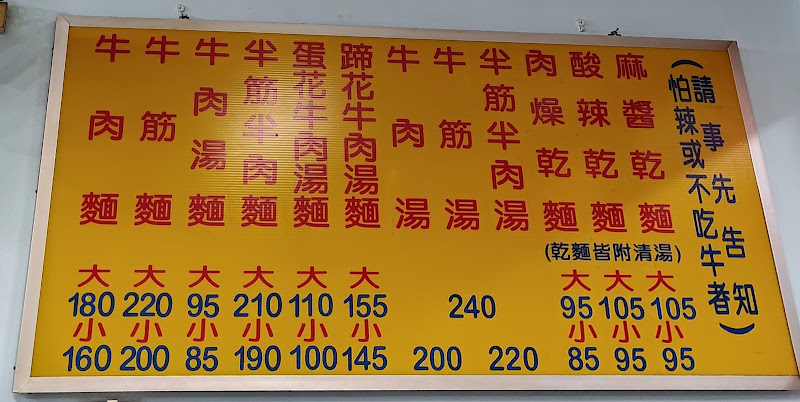 (請事先告知
怕辣或不吃牛者)
麻醬乾麵
酸辣乾麵
肉燥乾麵
半筋半肉湯
牛筋湯
牛肉湯
蹄花牛肉湯麵
蛋花牛肉湯麵
半筋半肉麵
牛肉湯麵
牛筋麵
牛肉麵
(乾麵皆附清湯)
大 大 大 大 大 大 大 大 大
180 220 95 210 110 155 240 95 105 105
小 小 小 小 小 小 小 小 小
160 200 85 190 100 145 200 220 85 95 95